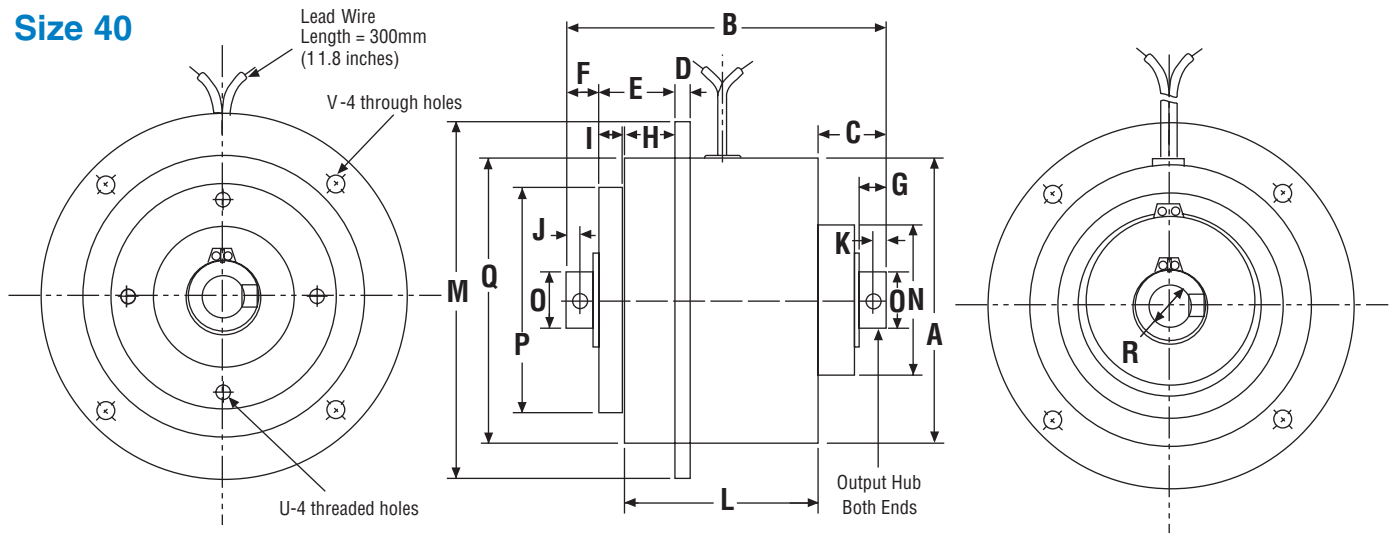 Size 40
Lead Wire
Length = 300mm
(11.8 inches)
V-4 through holes
U-4 threaded holes
B
D
F
E
I
H
C
G
J
K
M
Q
O
P
O
N
A
L
Output Hub
Both Ends
R